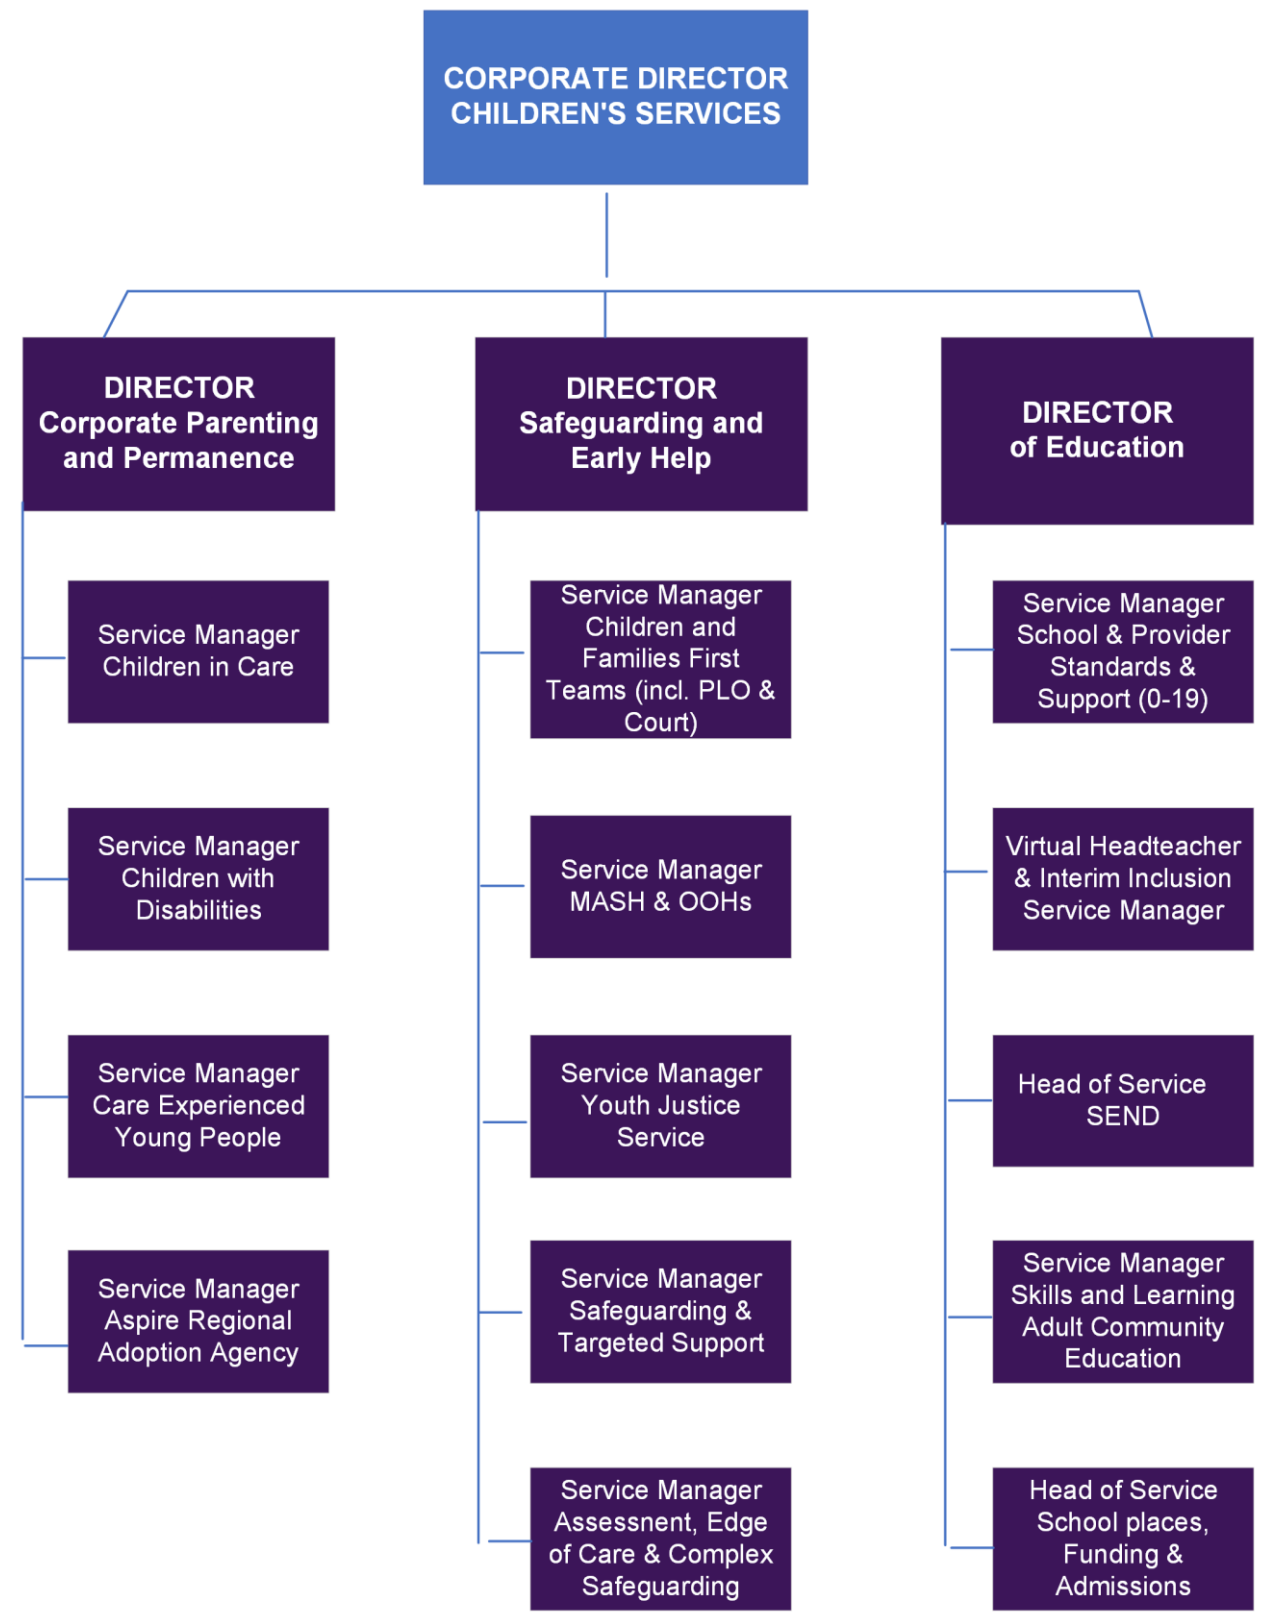 CORPORATE DIRECTOR
CHILDREN'S SERVICES
DIRECTOR
Corporate Parenting
and Permanence
Service Manager
Children in Care
Service Manager
Children with
Disabilities
Service Manager
Care Experienced
Young People
Service Manager
Aspire Regional
Adoption Agency
DIRECTOR
Safeguarding and
Early Help
Service Manager
Children and
Families First
Teams (incl. PLO &
Court)
Service Manager
MASH & OOHs
Service Manager
Youth Justice
Service
Service Manager
Safeguarding &
Targeted Support
Service Manager
Assessnent, Edge
of Care & Complex
Safeguarding
DIRECTOR
of Education
Service Manager
School & Provider
Standards &
Support (0-19)
Virtual Headteacher
& Interim Inclusion
Service Manager
Head of Service
SEND
Service Manager
Skills and Learning
Adult Community
Education
Head of Service
School places,
Funding &
Admissions